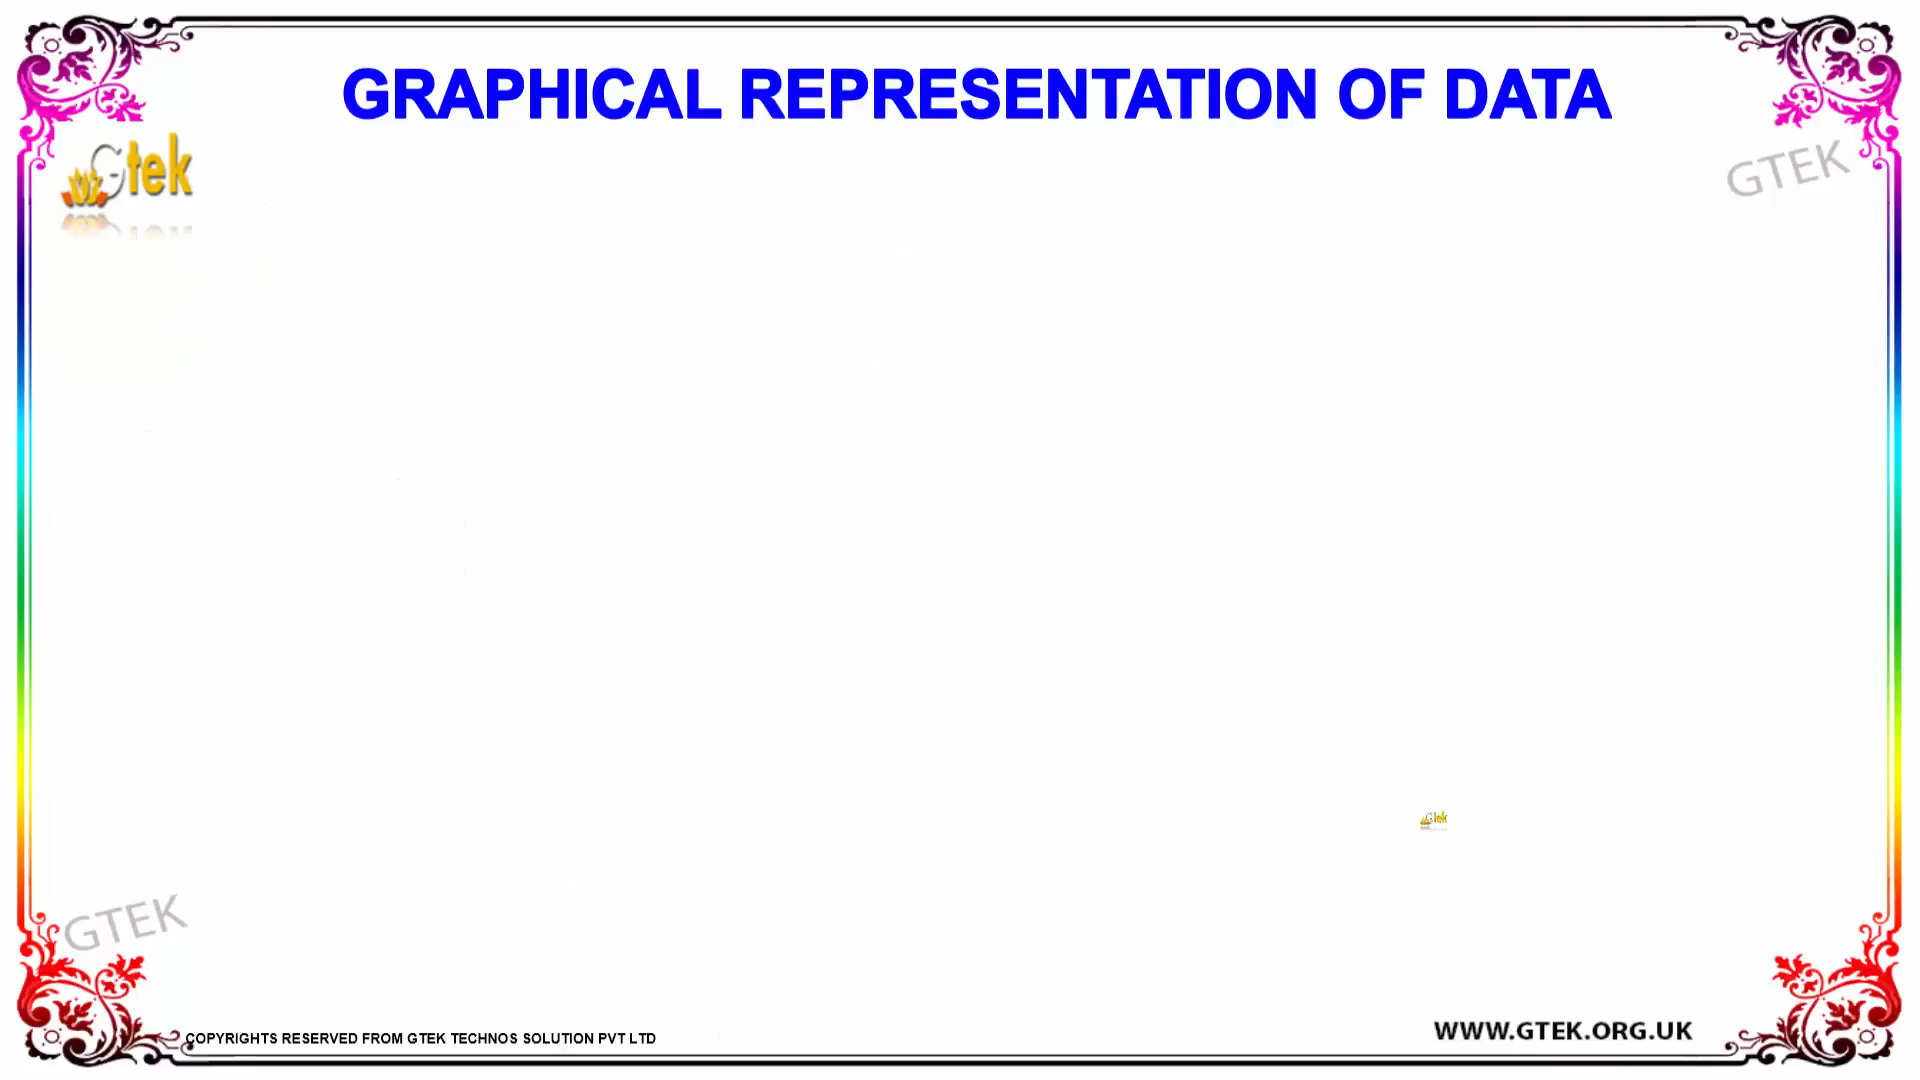 GRAPHICAL REPRESENTATION OF DATA
Gtek
GTEK
Gtek
GTEK
COPYRIGHTS RESERVED FROM GTEK TECHNOS SOLUTION PVT LTD
WWW.GTEK.ORG.UK